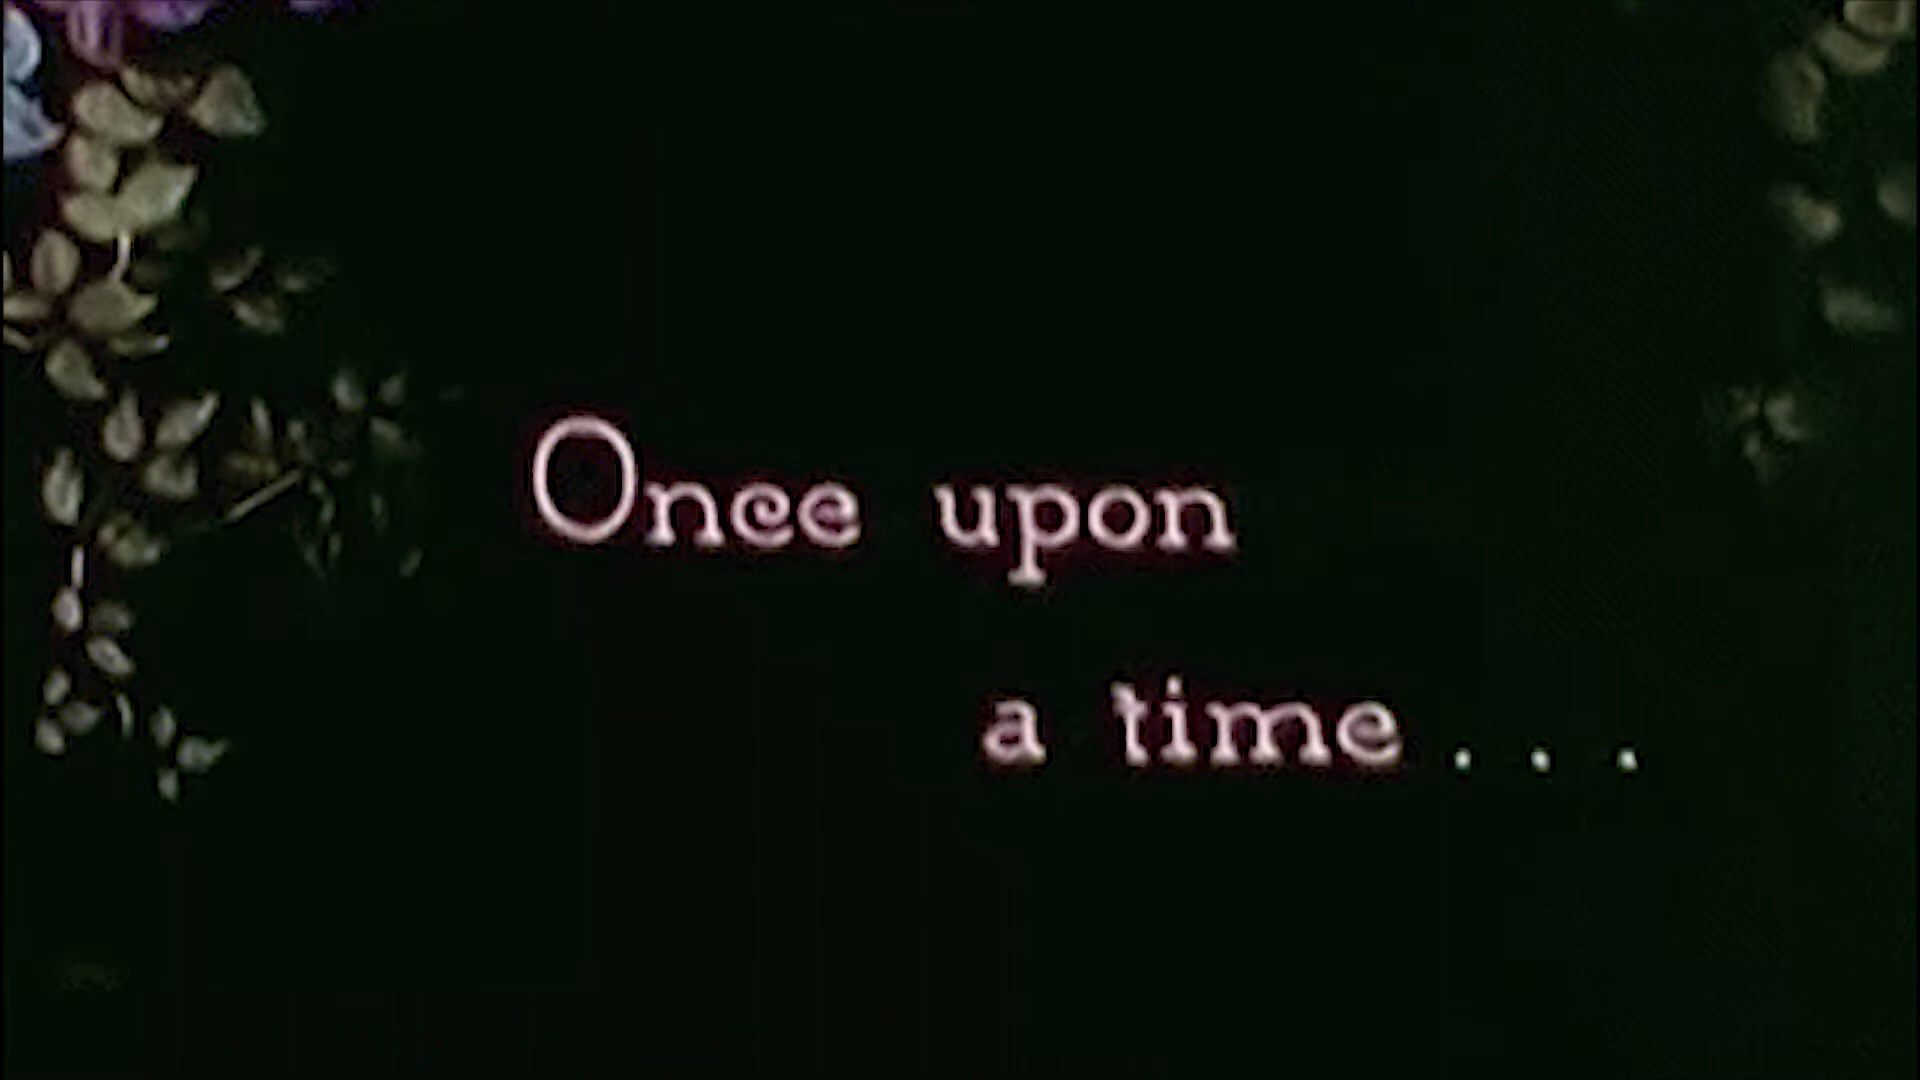 Once upon
a time . . .